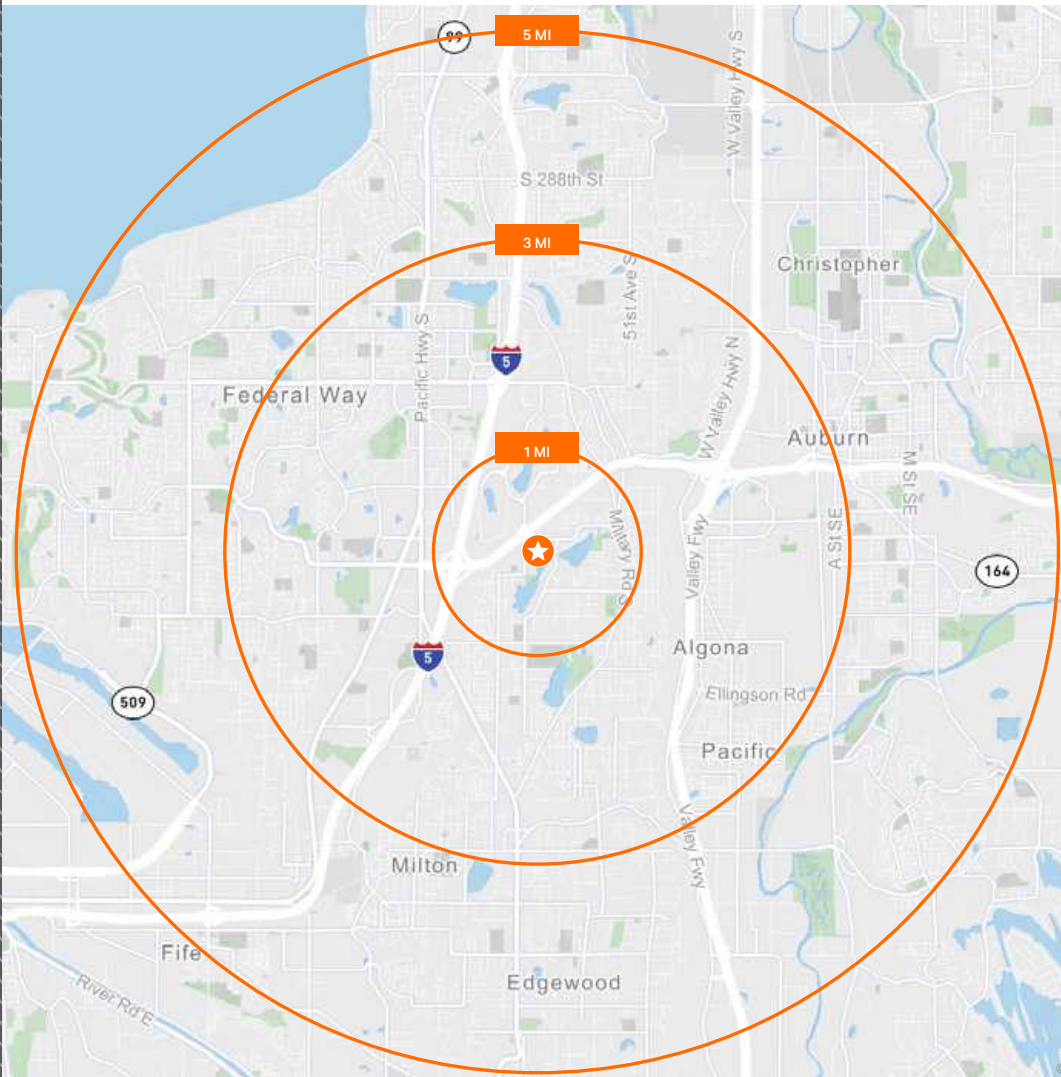 5 MI
99
W Valley Hwy S
S 288th St
3 MI
Christopher
51st Ave S
Pacific Hwy S
5
W Valley Hwy N
Federal Way
Auburn
1 MI
M St SE
Military Rd S
Valley Fwy
A St SE
164
Algona
5
Ellingson Rd
509
Pacific
Valley Fwy
Milton
Fife
Edgewood
River Rd E